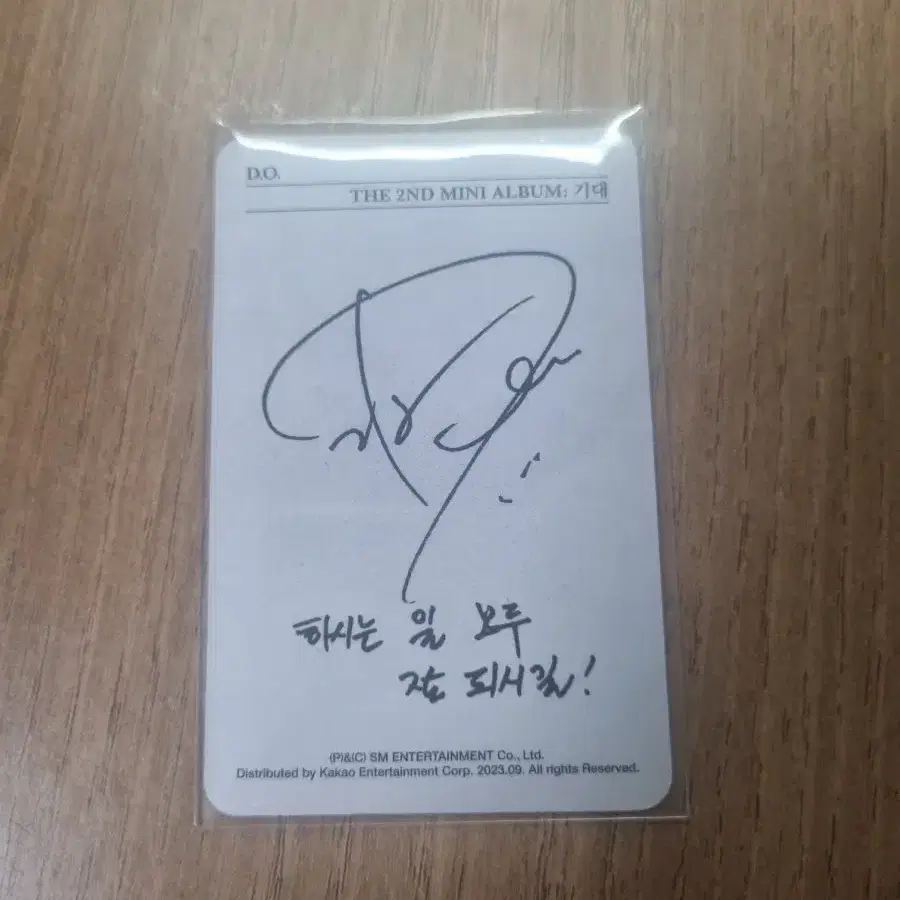 D.O.
THE 2ND MINI ALBUM: 기대
하시는 일 모두
잘 되시길!
(P)&(C) SM ENTERTAINMENT Co., Ltd.
Distributed by Kakao Entertainment Corp. 2023.09. All rights Reserved.